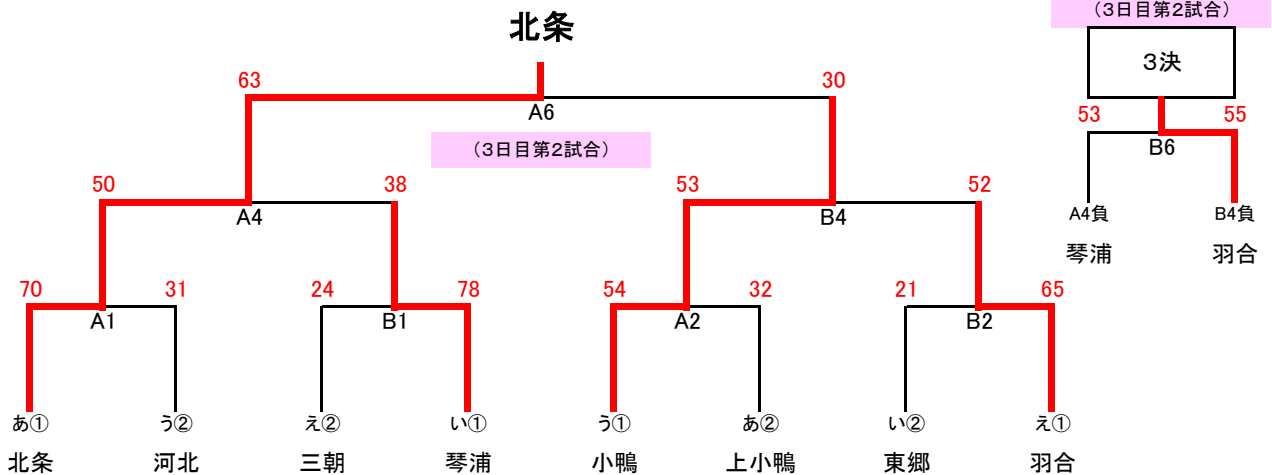 （3日目第2試合）
北条
3決
63 30
A6
53 55
B6
（3日目第2試合）
50 38 53 52
A4 B4
A4負 B4負
琴浦 羽合
70 31 24 78 54 32 21 65
A1 B1 A2 B2
あ① う② え② い① う① あ② い② え①
北条 河北 三朝 琴浦 小鴨 上小鴨 東郷 羽合